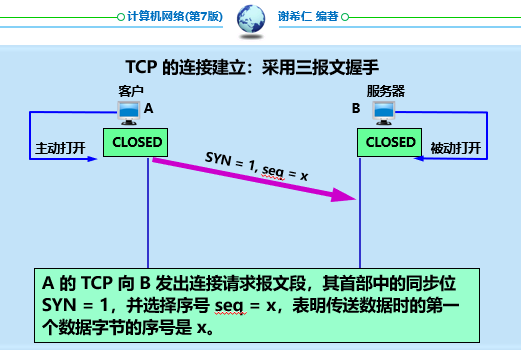 计算机网络(第7版)
谢希仁 编著
TCP 的连接建立：采用三报文握手
客户
服务器
A
B
主动打开
CLOSED
CLOSED
被动打开
SYN = 1, seq = x
A 的 TCP 向 B 发出连接请求报文段，其首部中的同步位
SYN = 1，并选择序号 seq = x，表明传送数据时的第一
个数据字节的序号是 x。